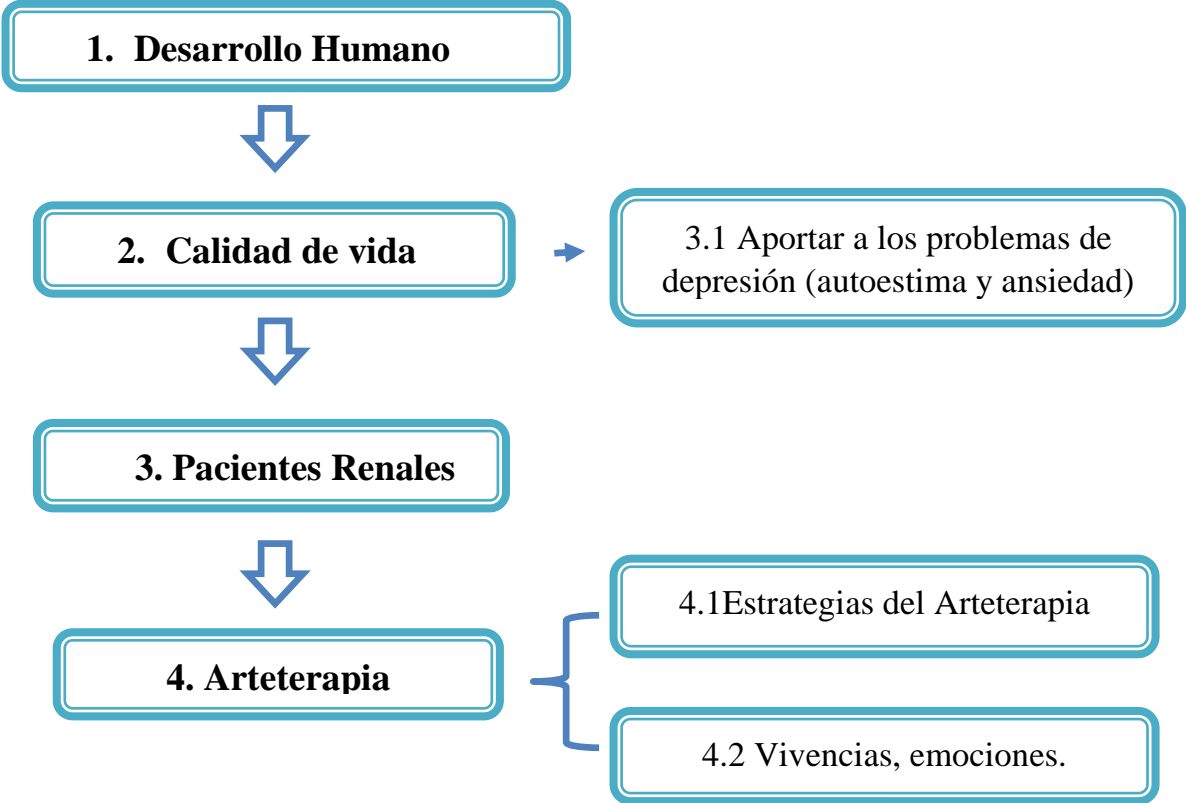 1. Desarrollo Humano
2. Calidad de vida
3.1 Aportar a los problemas de
depresión (autoestima y ansiedad)
3. Pacientes Renales
4. Arteterapia
4.1Estrategias del Arteterapia
4.2 Vivencias, emociones.